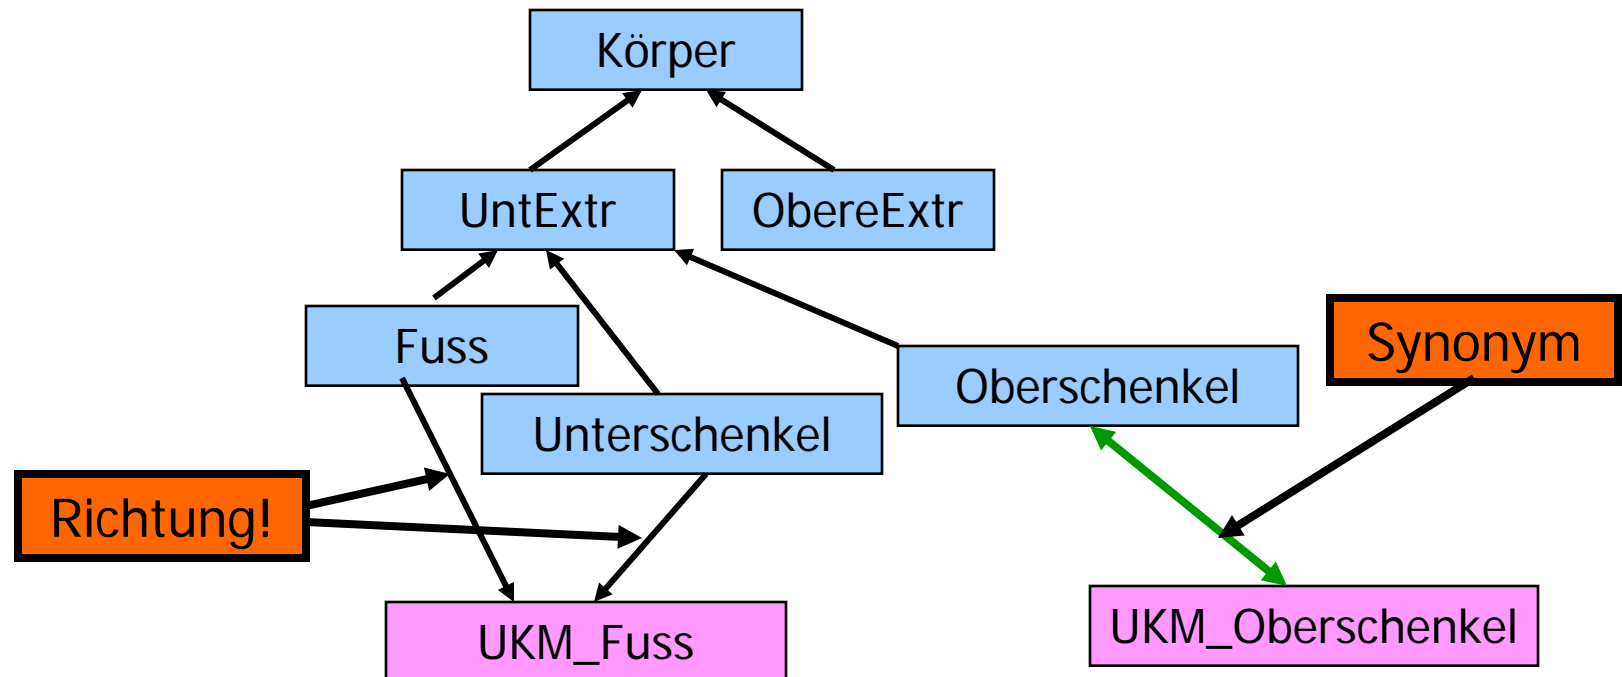 Körper
UntExtr
ObereExtr
Fuss
Oberschenkel
Synonym
Unterschenkel
Richtung!
UKM_Fuss
UKM_Oberschenkel